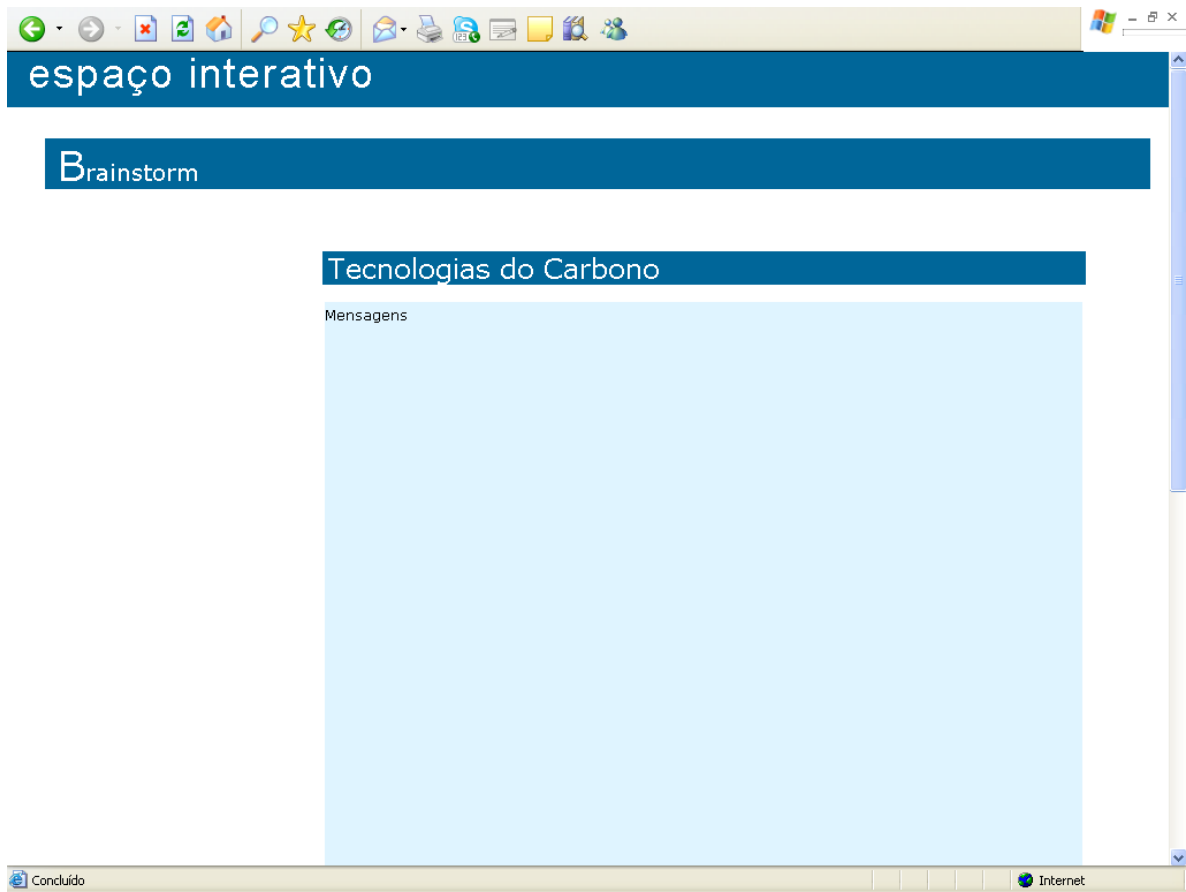 espaço interativo
Brainstorm
Tecnologias do Carbono
Mensagens
Concluído
Internet